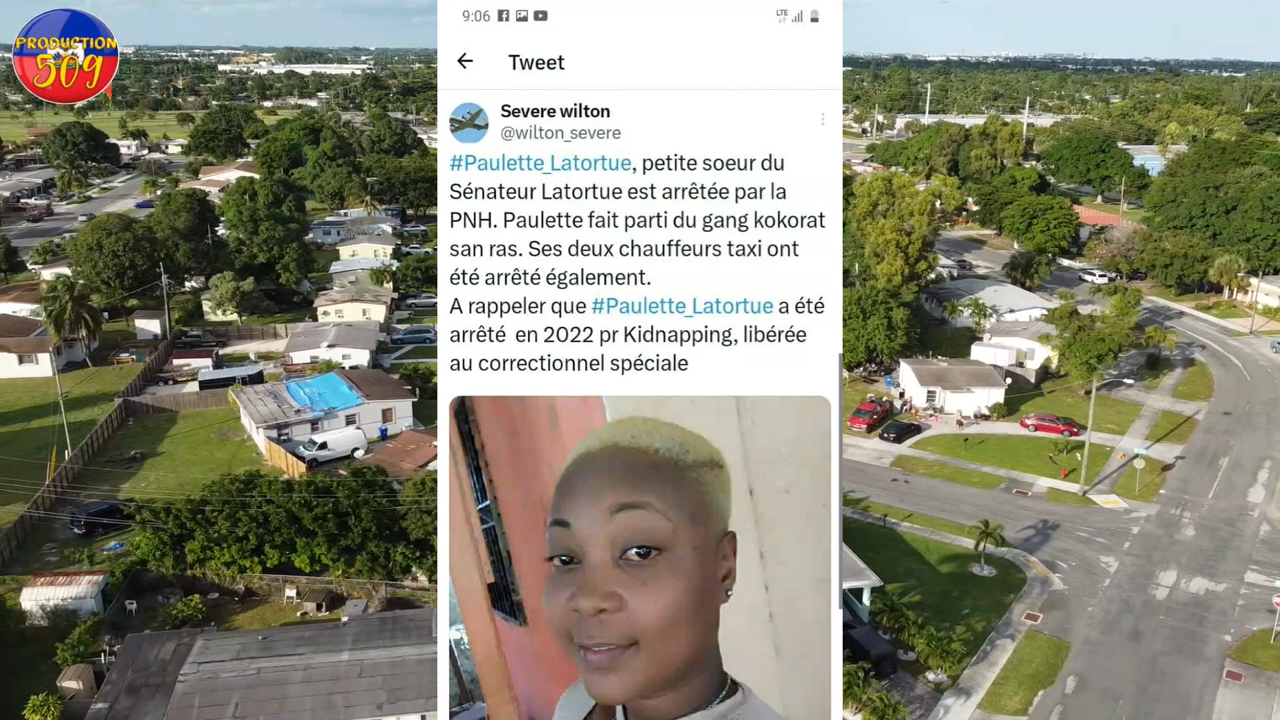 PRODUCTION
509
9:06
LTE
Tweet
Severe wilton
@wilton_severe
#Paulette_Latortue, petite soeur du
Sénateur Latortue est arrêtée par la
PNH. Paulette fait parti du gang kokorat
san ras. Ses deux chauffeurs taxi ont
été arrêté également.
A rappeler que #Paulette_Latortue a été
arrêté en 2022 pr Kidnapping, libérée
au correctionnel spéciale